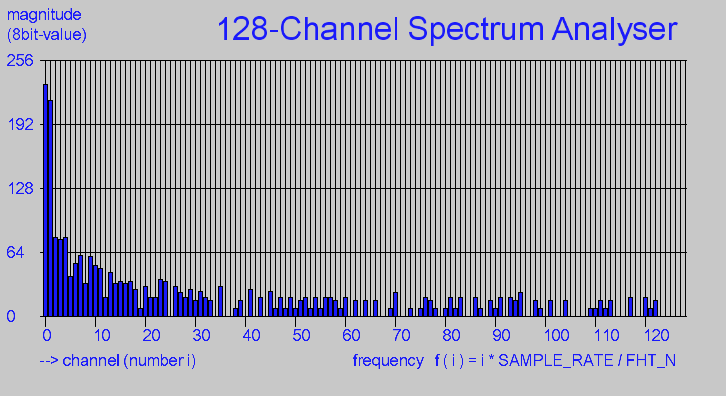 magnitude
(8bit-value)
128-Channel Spectrum Analyser
256
192
128
64
0
0 10 20 30 40 50 60 70 80 90 100 110 120
--> channel (number i) frequency f ( i ) = i * SAMPLE_RATE / FHT_N